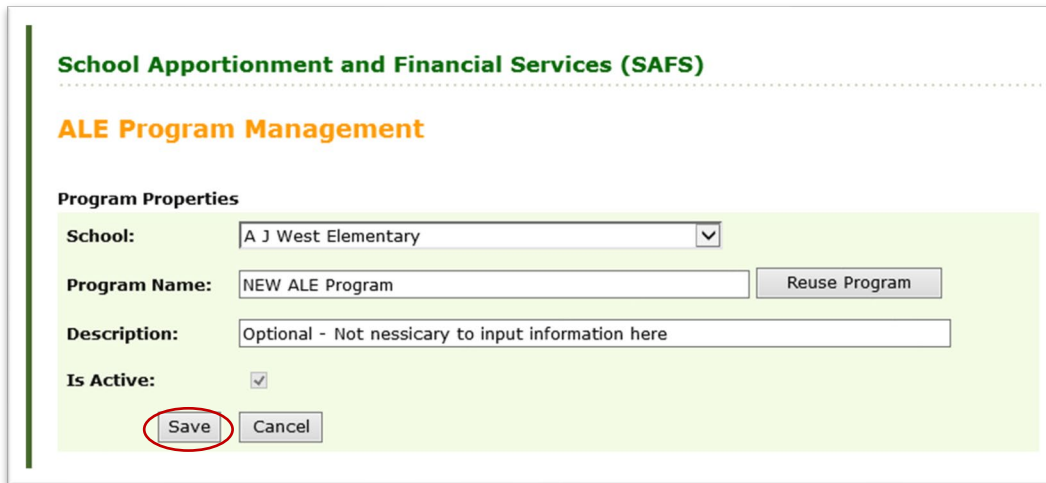 School Apportionment and Financial Services (SAFS)
ALE Program Management
Program Properties
School: A J West Elementary
Program Name: NEW ALE Program Reuse Program
Description: Optional - Not nessicary to input information here
Is Active:
Save Cancel